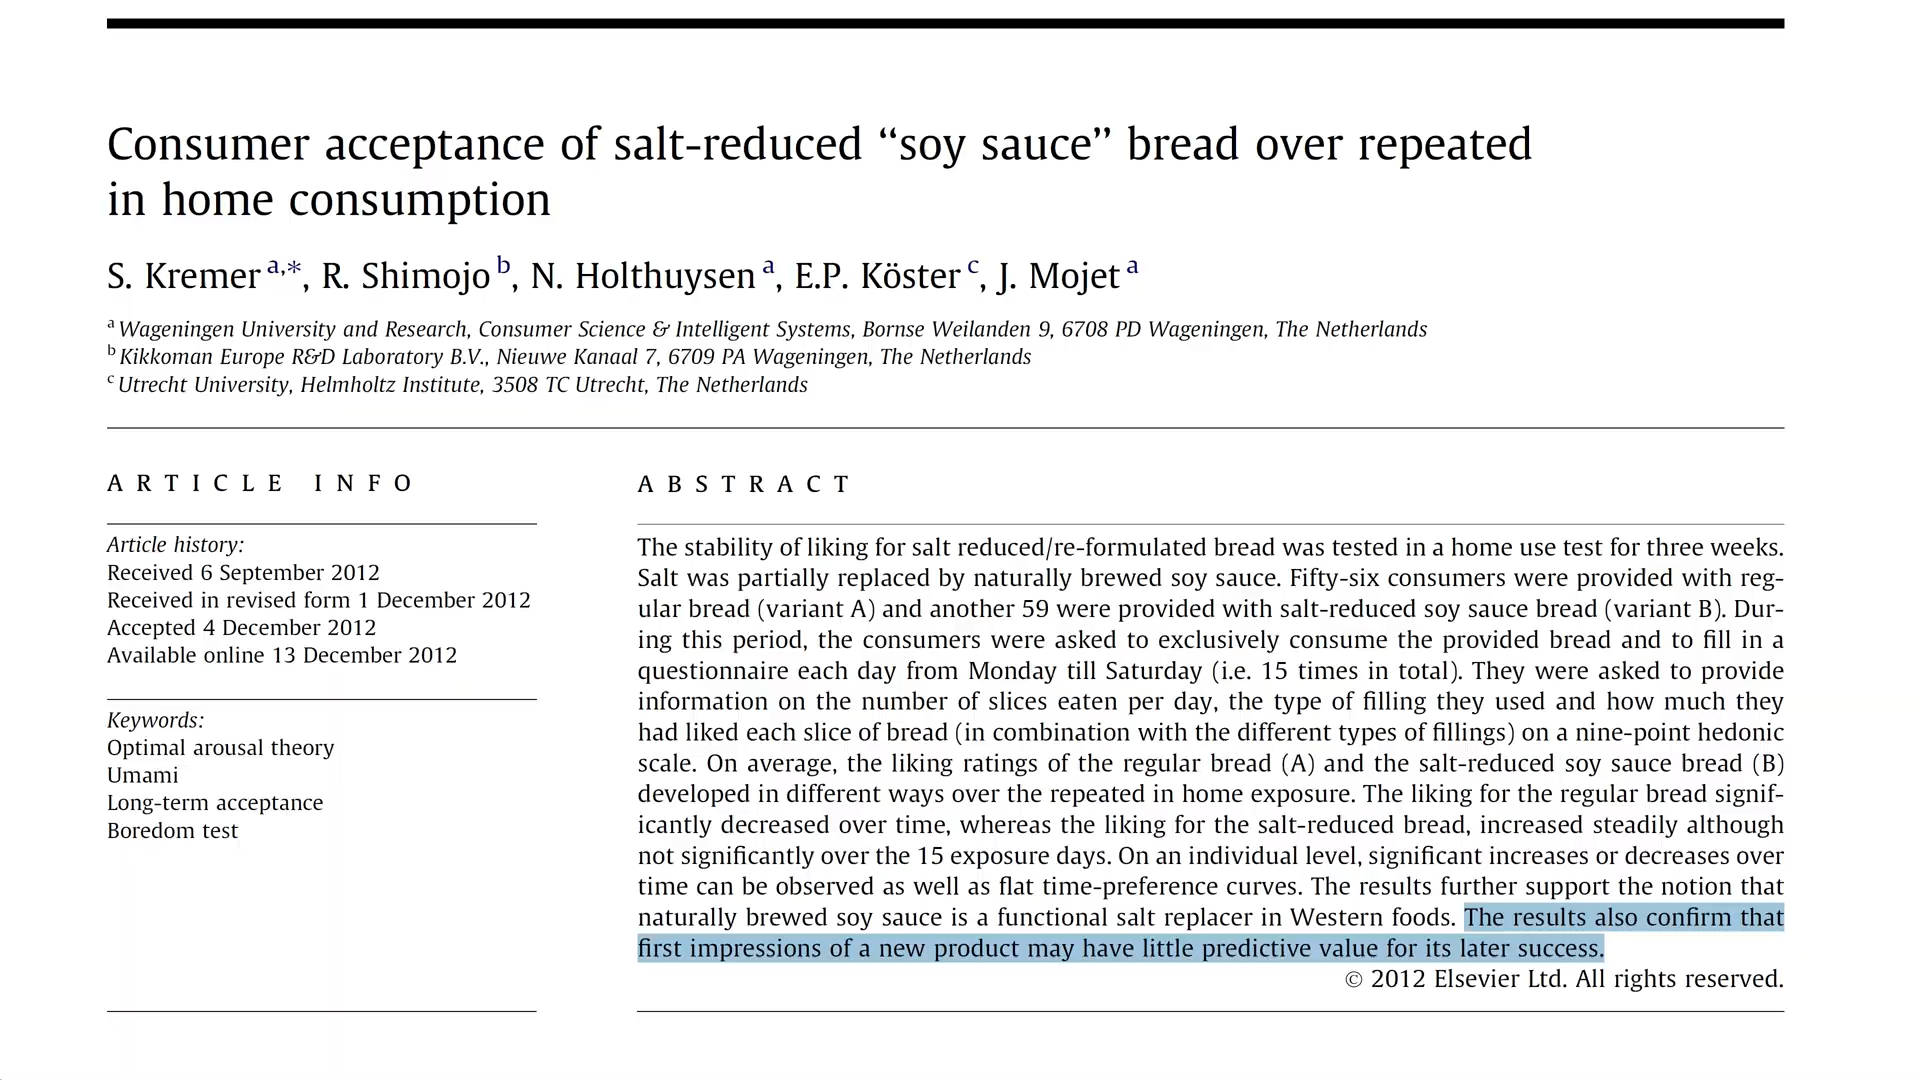 Consumer acceptance of salt-reduced “soy sauce” bread over repeated
in home consumption
S. Kremer a,*, R. Shimojo b, N. Holthuysen a, E.P. Köster c, J. Mojet a
a Wageningen University and Research, Consumer Science & Intelligent Systems, Bornse Weilanden 9, 6708 PD Wageningen, The Netherlands
b Kikkoman Europe R&D Laboratory B.V., Nieuwe Kanaal 7, 6709 PA Wageningen, The Netherlands
c Utrecht University, Helmholtz Institute, 3508 TC Utrecht, The Netherlands
ARTICLE INFO
Article history:
Received 6 September 2012
Received in revised form 1 December 2012
Accepted 4 December 2012
Available online 13 December 2012
Keywords:
Optimal arousal theory
Umami
Long-term acceptance
Boredom test
ABSTRACT
The stability of liking for salt reduced/re-formulated bread was tested in a home use test for three weeks.
Salt was partially replaced by naturally brewed soy sauce. Fifty-six consumers were provided with reg-
ular bread (variant A) and another 59 were provided with salt-reduced soy sauce bread (variant B). Dur-
ing this period, the consumers were asked to exclusively consume the provided bread and to fill in a
questionnaire each day from Monday till Saturday (i.e. 15 times in total). They were asked to provide
information on the number of slices eaten per day, the type of filling they used and how much they
had liked each slice of bread (in combination with the different types of fillings) on a nine-point hedonic
scale. On average, the liking ratings of the regular bread (A) and the salt-reduced soy sauce bread (B)
developed in different ways over the repeated in home exposure. The liking for the regular bread signif-
icantly decreased over time, whereas the liking for the salt-reduced bread, increased steadily although
not significantly over the 15 exposure days. On an individual level, significant increases or decreases over
time can be observed as well as flat time-preference curves. The results further support the notion that
naturally brewed soy sauce is a functional salt replacer in Western foods. The results also confirm that
first impressions of a new product may have little predictive value for its later success.
© 2012 Elsevier Ltd. All rights reserved.